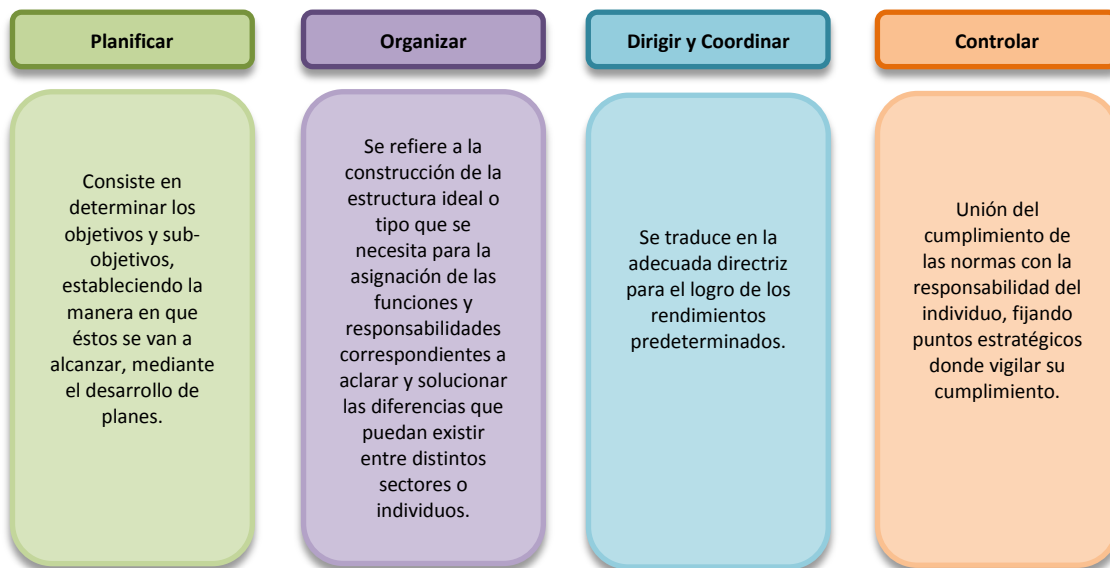 Planificar
Organizar
Dirigir y Coordinar
Controlar
Consiste en
determinar los
objetivos y sub-
objetivos,
estableciendo la
manera en que
éstos se van a
alcanzar, mediante
el desarrollo de
planes.
Se refiere a la
construcción de la
estructura ideal o
tipo que se
necesita para la
asignación de las
funciones y
responsabilidades
correspondientes a
aclarar y solucionar
las diferencias que
puedan existir
entre distintos
sectores o
individuos.
Se traduce en la
adecuada directriz
para el logro de los
rendimientos
predeterminados.
Unión del
cumplimiento de
las normas con la
responsabilidad del
individuo, fijando
puntos estratégicos
donde vigilar su
cumplimiento.